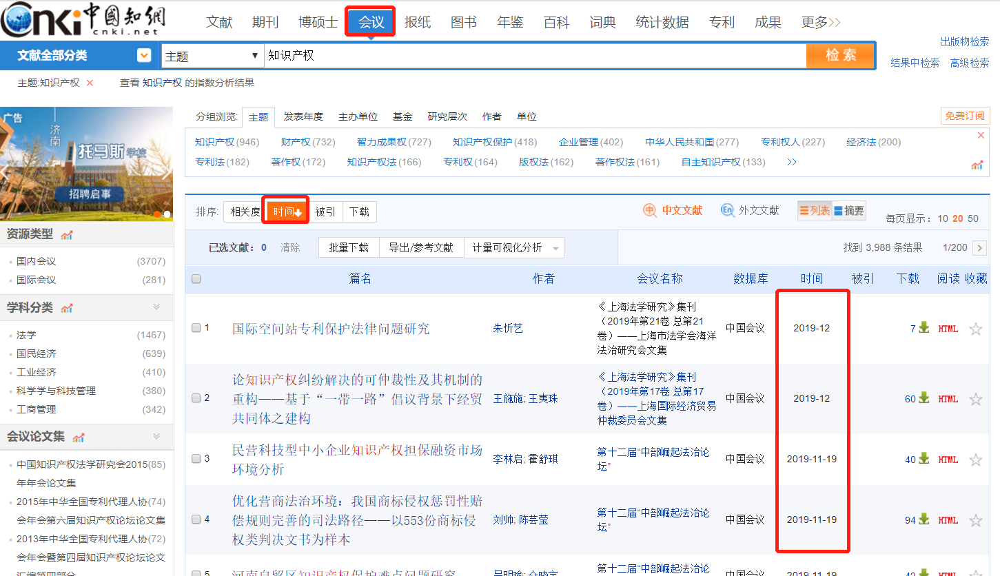 Cnki 中國知網
cnki.net
文献 期刊 博硕士 会议 报纸 图书 年鉴 百科 词典 统计数据 专利 成果 更多>>
出版物检索
文献全部分类 主题 ▼ 知识产权 检索
结果中检索 高级检索
主题:知识产权 × 查看 知识产权 的指数分析结果
广告
济南
托马斯学校
招聘启事
分组浏览: 主题 发表年度 主办单位 基金 研究层次 作者 单位 免费订阅
知识产权(946) 财产权(732) 智力成果权(727) 知识产权保护(418) 企业管理(402) 中华人民共和国(277) 专利权人(227) 经济法(200)
专利法(182) 著作权(172) 知识产权法(166) 专利权(164) 版权法(162) 著作权法(161) 自主知识产权(133) >>
排序: 相关度 时间↓ 被引 下载 中 中文文献 En 外文文献 列表 摘要 每页显示: 10 20 50
已选文献: 0 清除 批量下载 导出/参考文献 计量可视化分析 找到 3,988 条结果 1/200 >
资源类型
国内会议 (3707)
国际会议 (281)
学科分类
法学 (1467)
国民经济 (639)
工业经济 (410)
科学学与科技管理 (380)
工商管理 (342)
会议论文集
中国知识产权法学研究会2015(85)
年年会论文集
2015年中华全国专利代理人协(74)
会年会第六届知识产权论坛论文集
2013年中华全国专利代理人协(72)
会年会暨第四届知识产权论坛论文
汇编第四部分
篇名 作者 会议名称 数据库 时间 被引 下载 阅读 收藏
1 国际空间站专利保护法律问题研究 朱忻艺
《上海法学研究》集刊
（2019年第21卷 总第21
卷）——上海市法学会海洋
法治研究会文集
中国会议 2019-12 7 HTML
2 论知识产权纠纷解决的可仲裁性及其机制的
重构——基于“一带一路”倡议背景下经贸
共同体之建构
王施施; 王夷珠
《上海法学研究》集刊
（2019年第17卷 总第17
卷）——上海国际经济贸易
仲裁委员会文集
中国会议 2019-12 60 HTML
3 民营科技型中小企业知识产权担保融资市场
环境分析
李林启; 霍舒琪
第十二届“中部崛起法治论
坛”
中国会议 2019-11-19 40 HTML
4 优化营商法治环境：我国商标侵权惩罚性赔
偿规则完善的司法路径——以553份商标侵
权类判决文书为样本
刘帅; 陈芸莹
第十二届“中部崛起法治论
坛”
中国会议 2019-11-19 94 HTML
5 河南自贸区知识产权保护难点问题研究
第十二届“中部崛起法治论
中国会议 2019-11-19 42 HTML